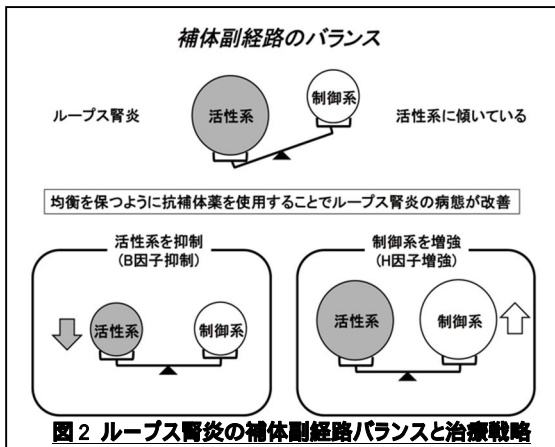 補体副経路のバランス
ループス腎炎
活性系
制御系
活性系に傾いている
均衡を保つように抗補体薬を使用することでループス腎炎の病態が改善
活性系を抑制
(B因子抑制)
活性系
制御系
制御系を増強
(H因子増強)
活性系
制御系
図2 ループス腎炎の補体副経路バランスと治療戦略